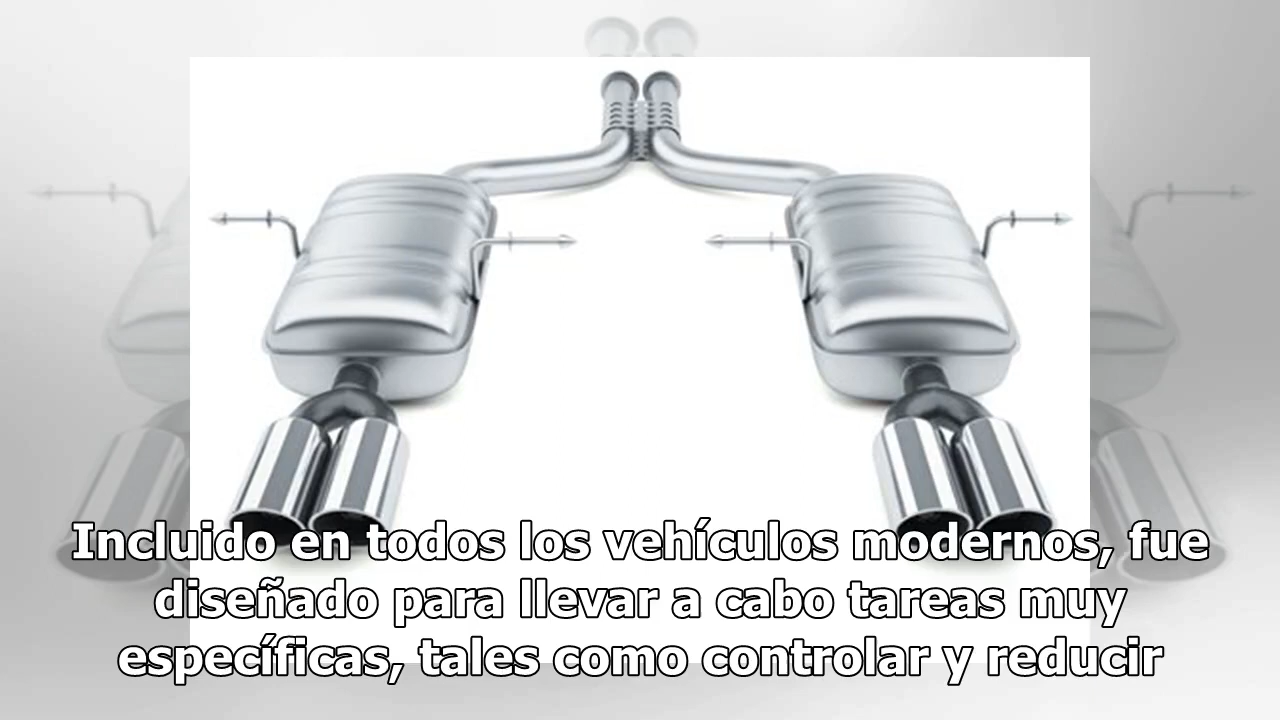 Incluido en todos los vehículos modernos, fue
diseñado para llevar a cabo tareas muy
específicas, tales como controlar y reducir